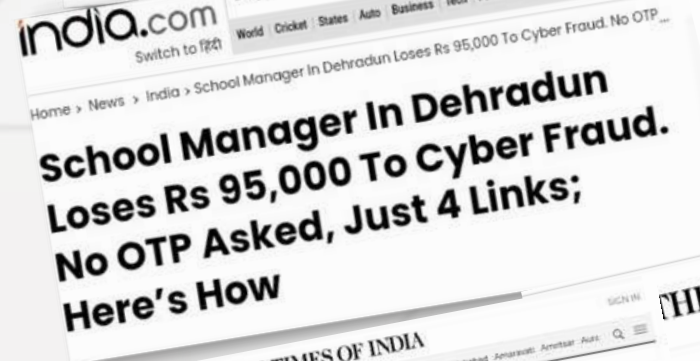 india.com
Switch to हिंदी
World Cricket States Auto Business Tech
Home > News > India > School Manager In Dehradun Loses Rs 95,000 To Cyber Fraud. No OTP...
School Manager In Dehradun
Loses Rs 95,000 To Cyber Fraud.
No OTP Asked, Just 4 Links;
Here's How
SIGN IN
TIMES OF INDIA
Amaravati Amritsar
TH